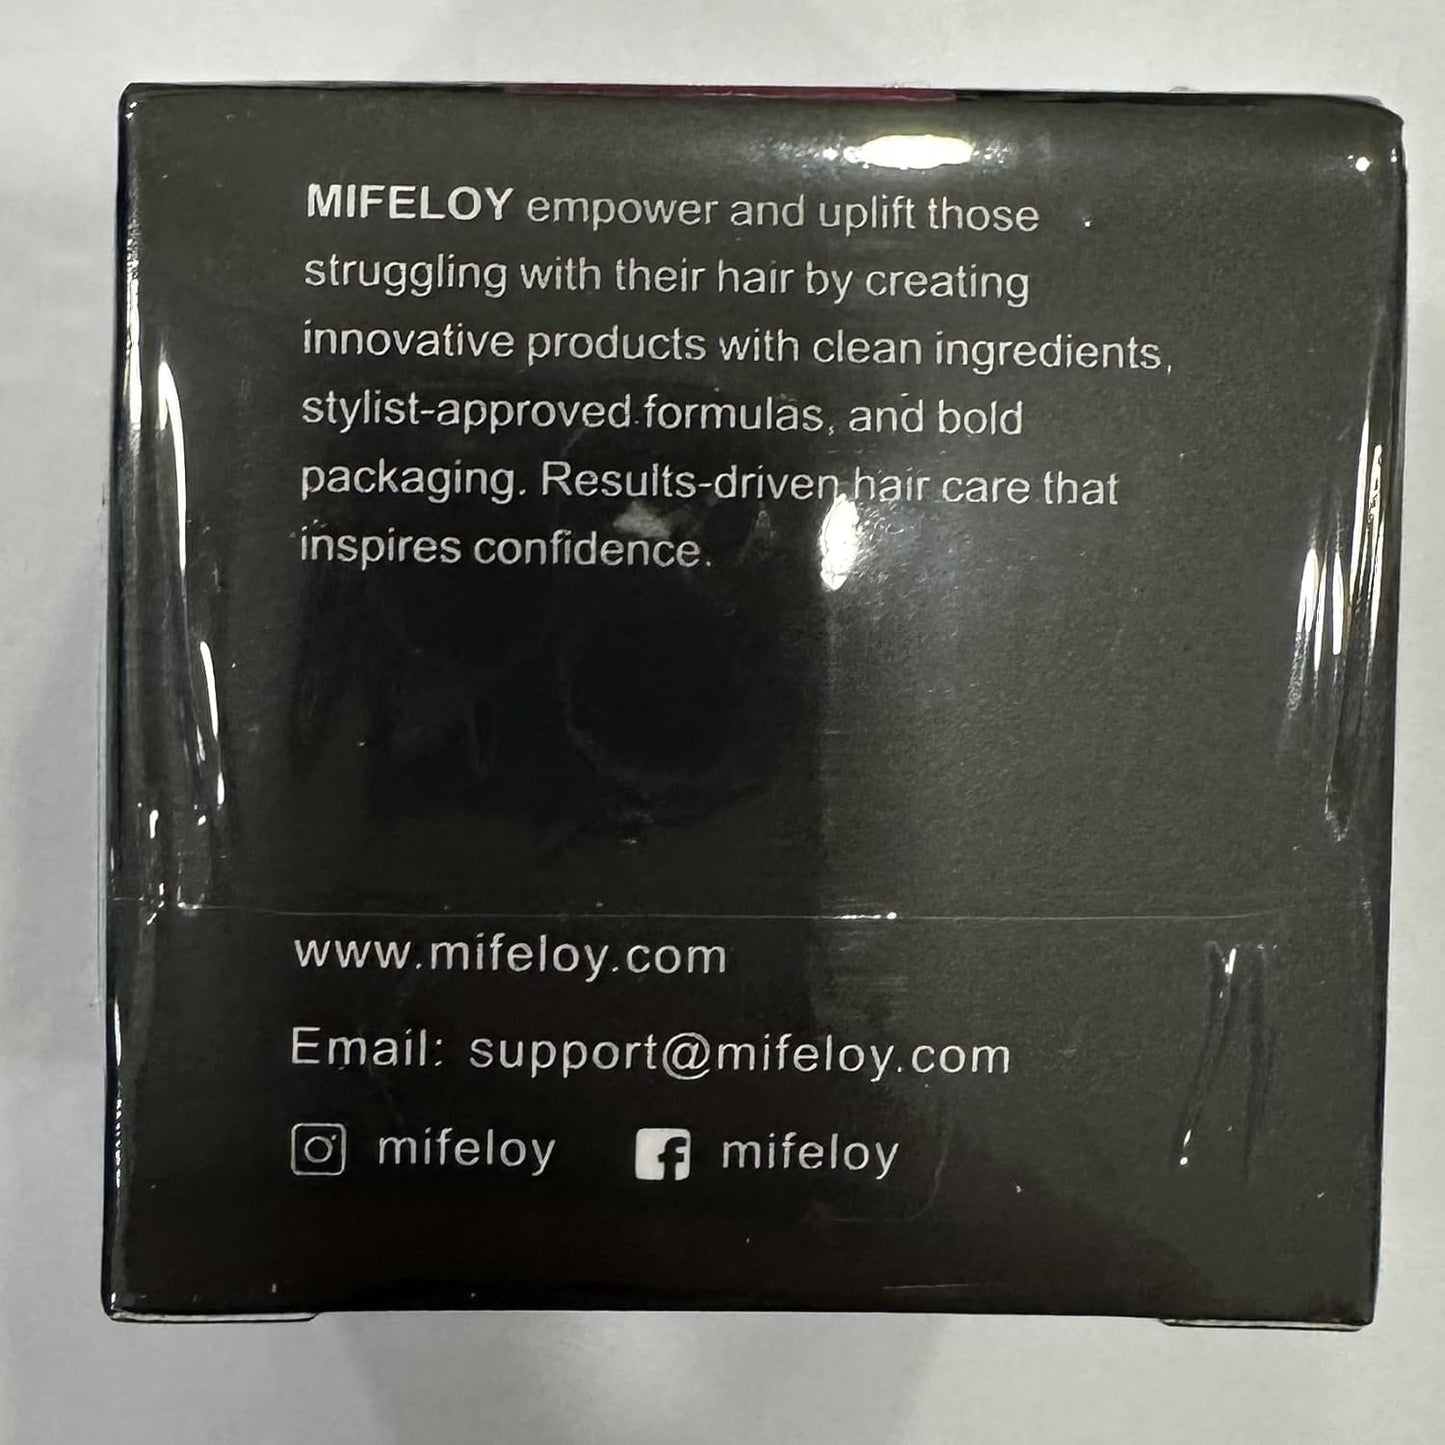 MIFELOY empower and uplift those
struggling with their hair by creating
innovative products with clean ingredients,
stylist-approved formulas, and bold
packaging. Results-driven hair care that
inspires confidence.
www.mifeloy.com
Email: support@mifeloy.com
mifeloy mifeloy